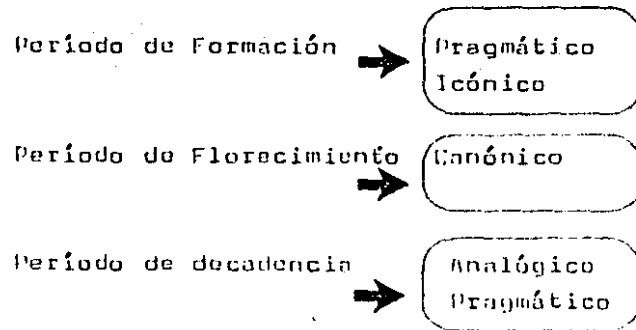 Período de Formación Pragmático
Icónico
Período de Florecimiento Canónico
Período de decadencia Analógico
Pragmático